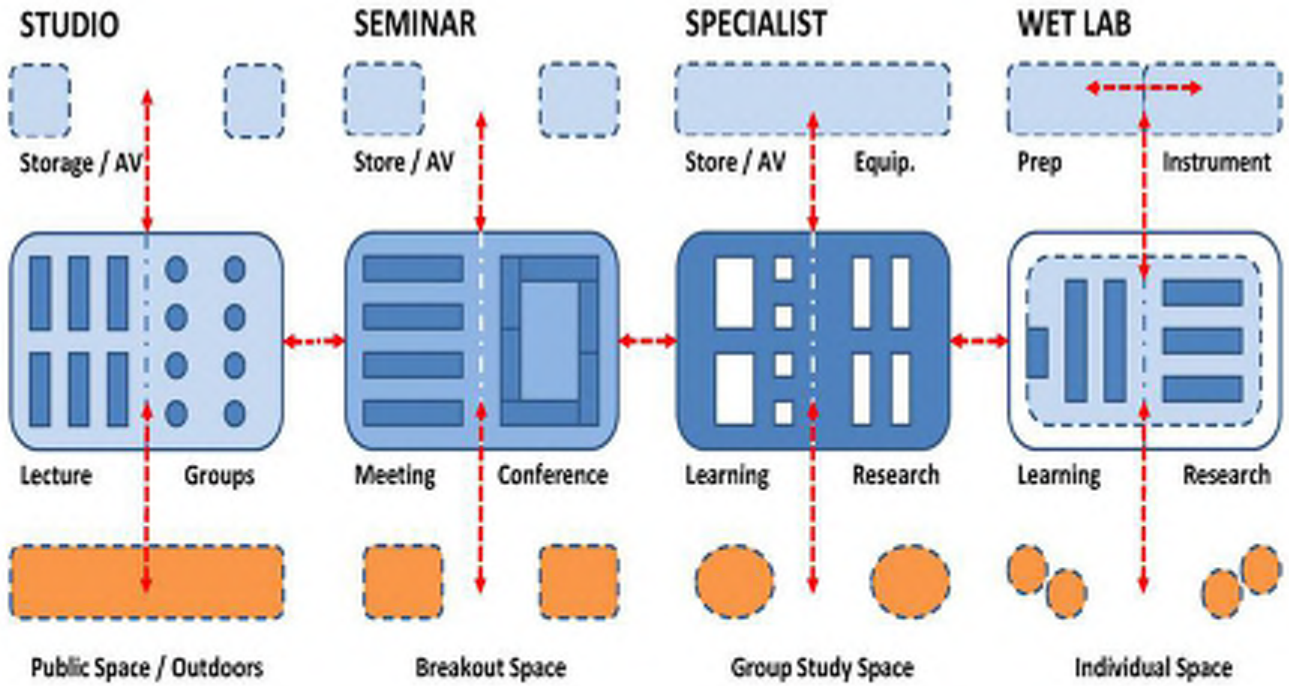 STUDIO SEMINAR SPECIALIST WET LAB
Storage / AV Store / AV Store / AV Equip. Prep Instrument
Lecture Groups Meeting Conference Learning Research Learning Research
Public Space / Outdoors Breakout Space Group Study Space Individual Space